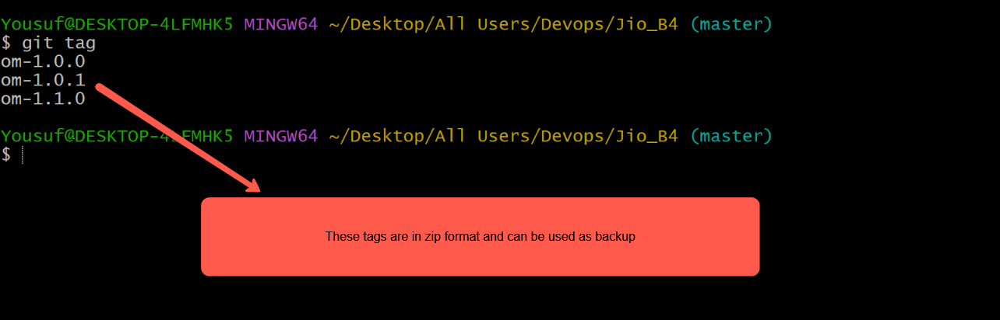 Yousuf@DESKTOP-4LFMHK5 MINGW64 ~/Desktop/All Users/Devops/Jio_B4 (master)
$ git tag
om-1.0.0
om-1.0.1
om-1.1.0
Yousuf@DESKTOP-4LFMHK5 MINGW64 ~/Desktop/All Users/Devops/Jio_B4 (master)
$
These tags are in zip format and can be used as backup